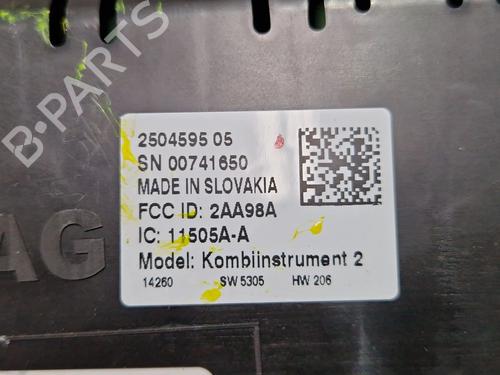 2504595 05
SN 00741650
MADE IN SLOVAKIA
FCC ID: 2AA98A
IC: 11505A-A
Model: Kombiinstrument 2
14260 SW 5305 HW 206
AG
B-PARTS